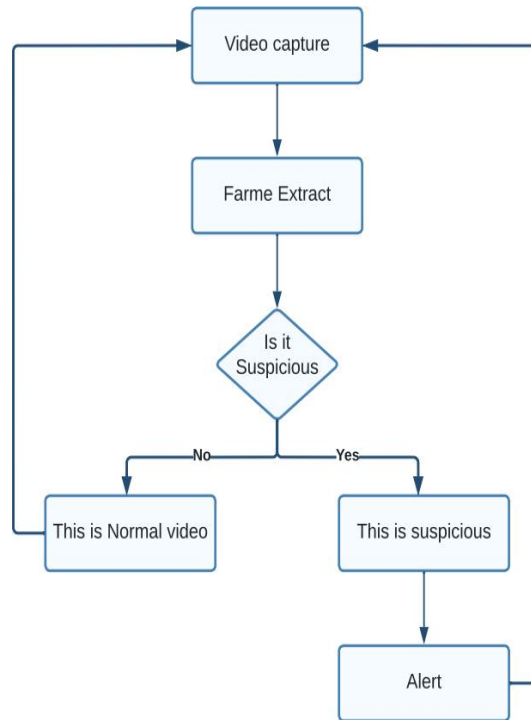 Video capture
Farme Extract
Is it
Suspicious
No
Yes
This is Normal video
This is suspicious
Alert